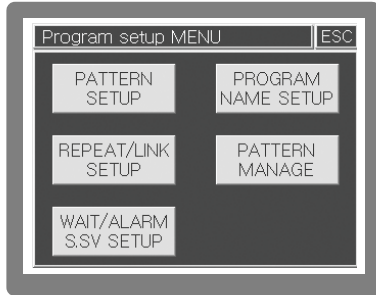 Program setup MENU ESC
PATTERN
SETUP
PROGRAM
NAME SETUP
REPEAT/LINK
SETUP
PATTERN
MANAGE
WAIT/ALARM
S.SV SETUP